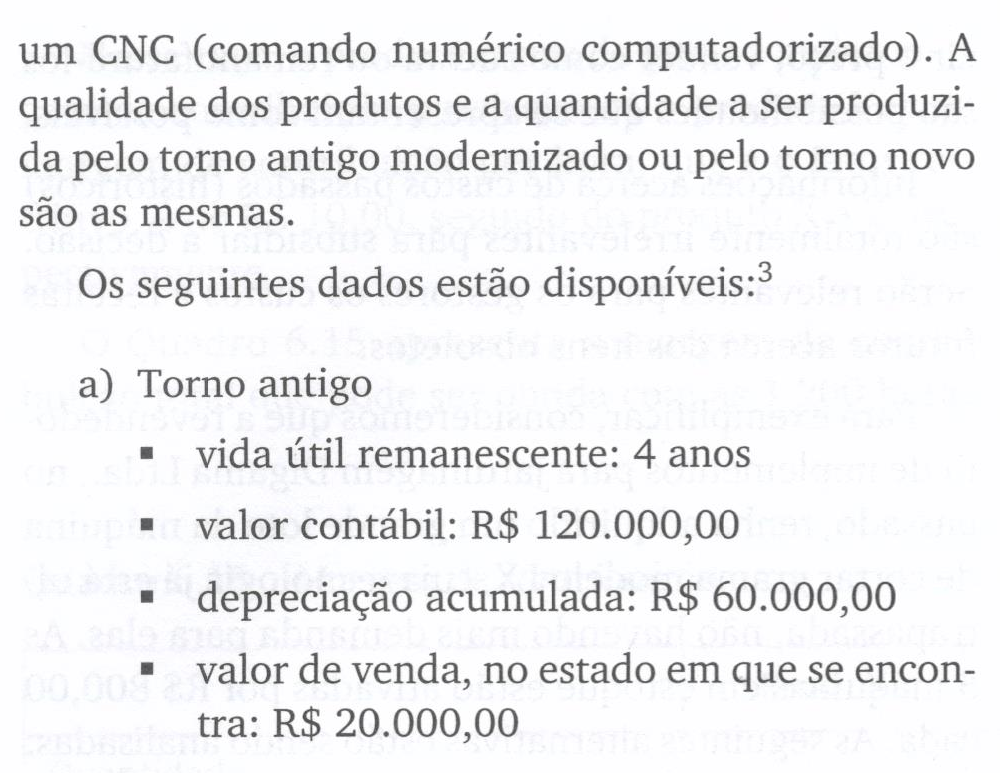 um CNC (comando numérico computadorizado). A
qualidade dos produtos e a quantidade a ser produzi-
da pelo torno antigo modernizado ou pelo torno novo
são as mesmas.
Os seguintes dados estão disponíveis:³
a) Torno antigo
▪ vida útil remanescente: 4 anos
▪ valor contábil: R$ 120.000,00
▪ depreciação acumulada: R$ 60.000,00
▪ valor de venda, no estado em que se encon-
tra: R$ 20.000,00